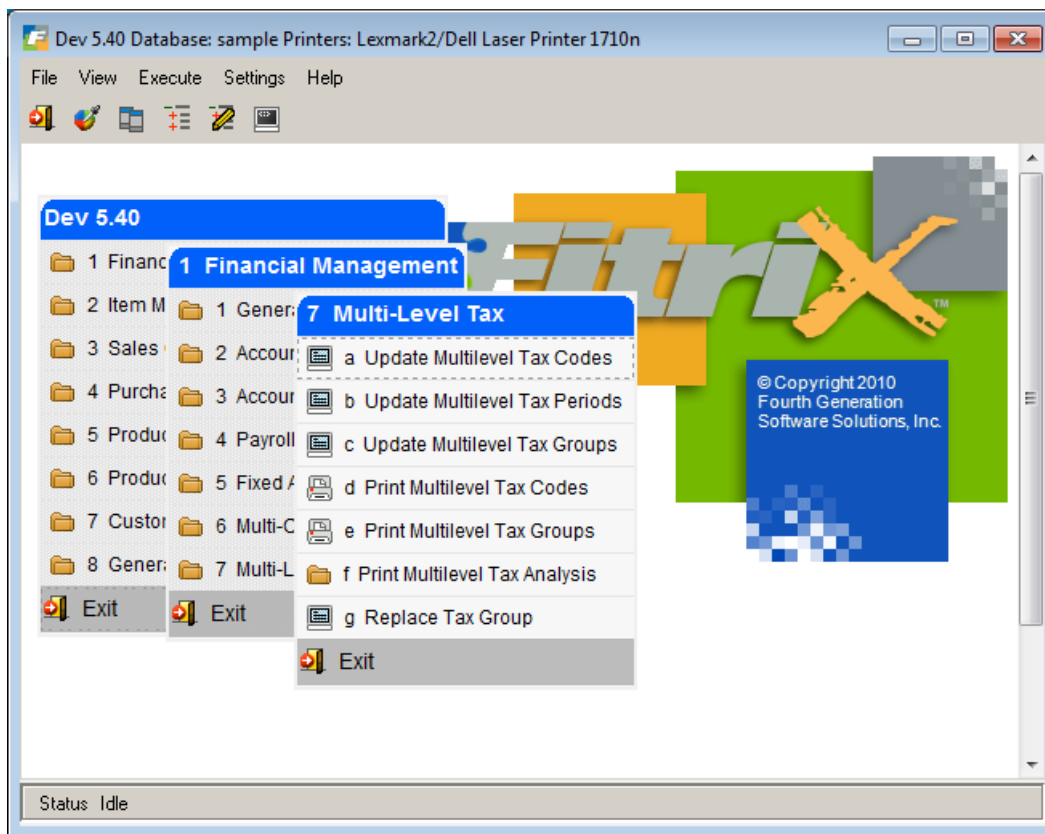 Dev 5.40 Database: sample Printers: Lexmark2/Dell Laser Printer 1710n
File View Execute Settings Help
Dev 5.40
1 Financ
2 Item M
3 Sales
4 Purcha
5 Produc
6 Produc
7 Custor
8 Genera
Exit
1 Financial Management
1 Genera
2 Accour
3 Accour
4 Payroll
5 Fixed A
6 Multi-C
7 Multi-L
Exit
7 Multi-Level Tax
a Update Multilevel Tax Codes
b Update Multilevel Tax Periods
c Update Multilevel Tax Groups
d Print Multilevel Tax Codes
e Print Multilevel Tax Groups
f Print Multilevel Tax Analysis
g Replace Tax Group
Exit
Fitrix™
© Copyright 2010
Fourth Generation
Software Solutions, Inc.
Status Idle